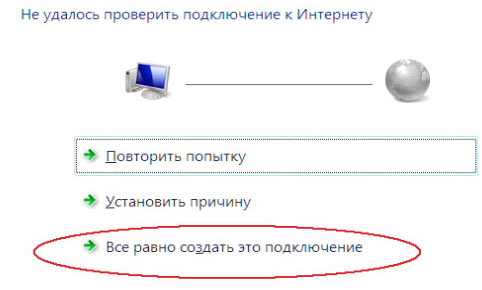 Не удалось проверить подключение к Интернету
Повторить попытку
Установить причину
Все равно создать это подключение